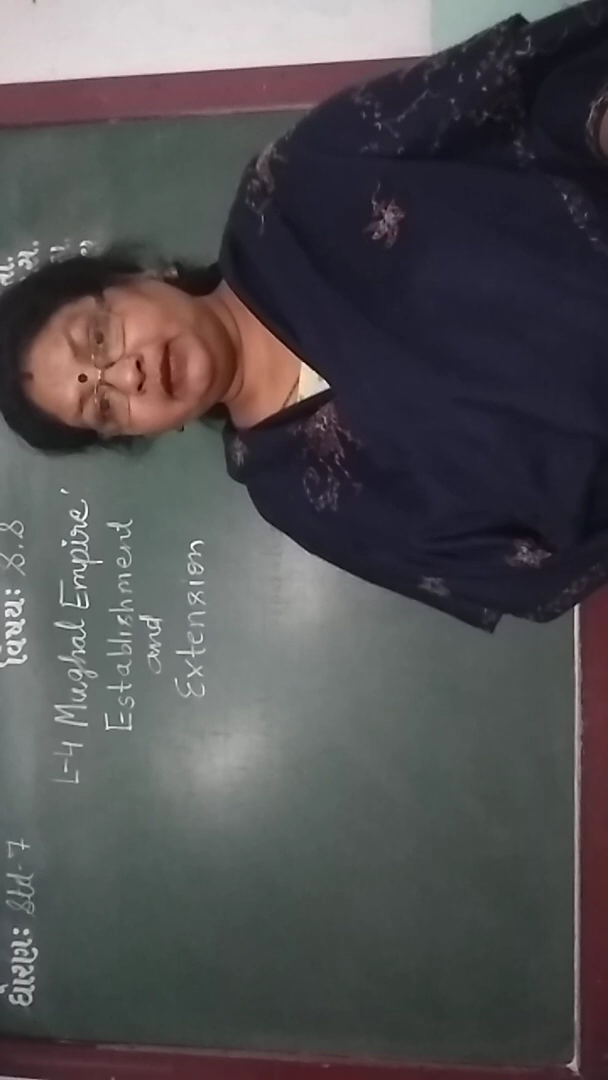 ધોરણ: Std-7 વિષય: S.S
L-4 Mughal Empire'
Establishment
and
Extension